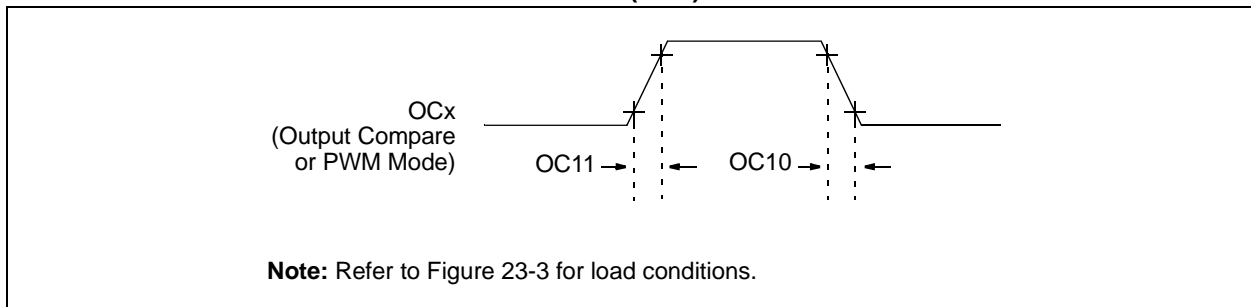 OCx
(Output Compare
or PWM Mode)
OC11
OC10
Note: Refer to Figure 23-3 for load conditions.